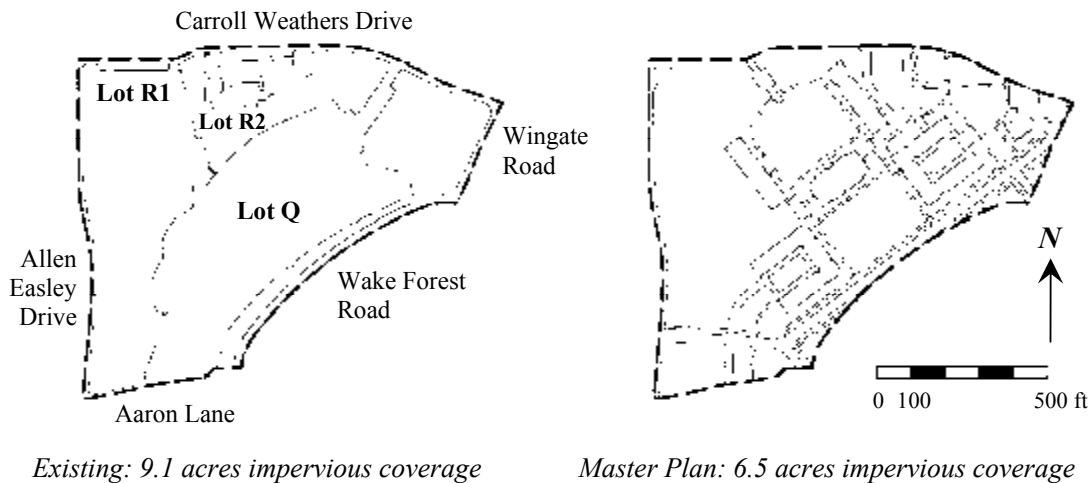 Carroll Weathers Drive
Lot R1
Lot R2
Wingate
Road
Lot Q
Allen
Easley
Drive
Wake Forest
Road
Aaron Lane
N
0 100 500 ft
Existing: 9.1 acres impervious coverage
Master Plan: 6.5 acres impervious coverage